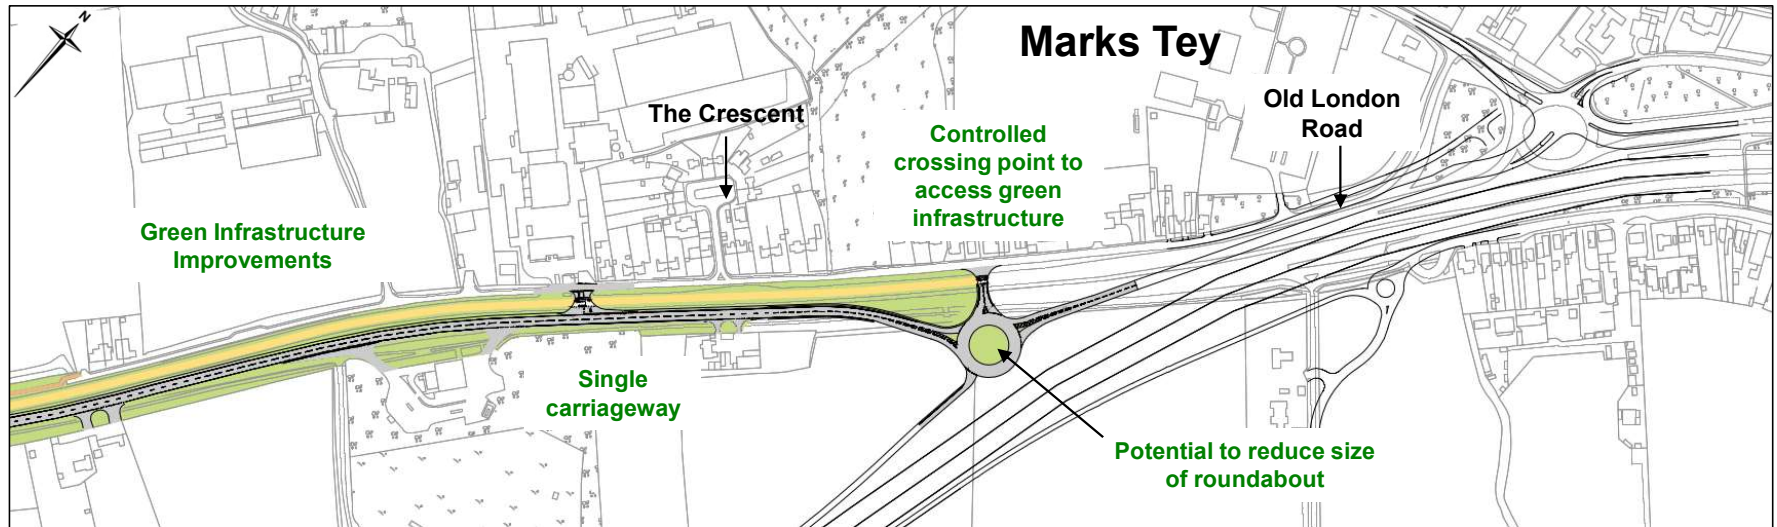 N
Marks Tey
The Crescent
Old London
Road
Controlled
crossing point to
access green
infrastructure
Green Infrastructure
Improvements
Single
carriageway
Potential to reduce size
of roundabout